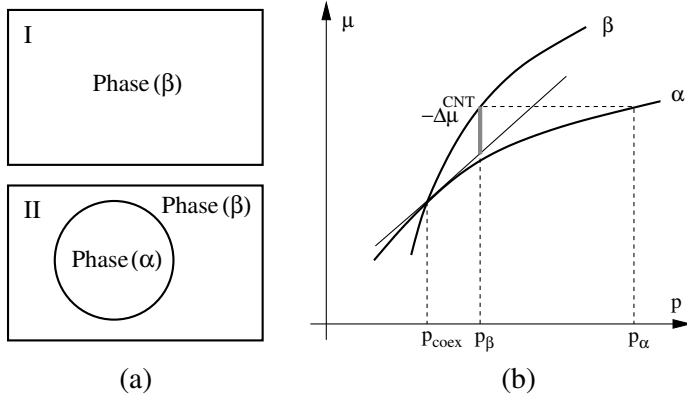 I
Phase (β)
II
Phase (β)
Phase (α)
(a)
μ
β
α
−Δμ^CNT
p
p_coex
p_β
p_α
(b)